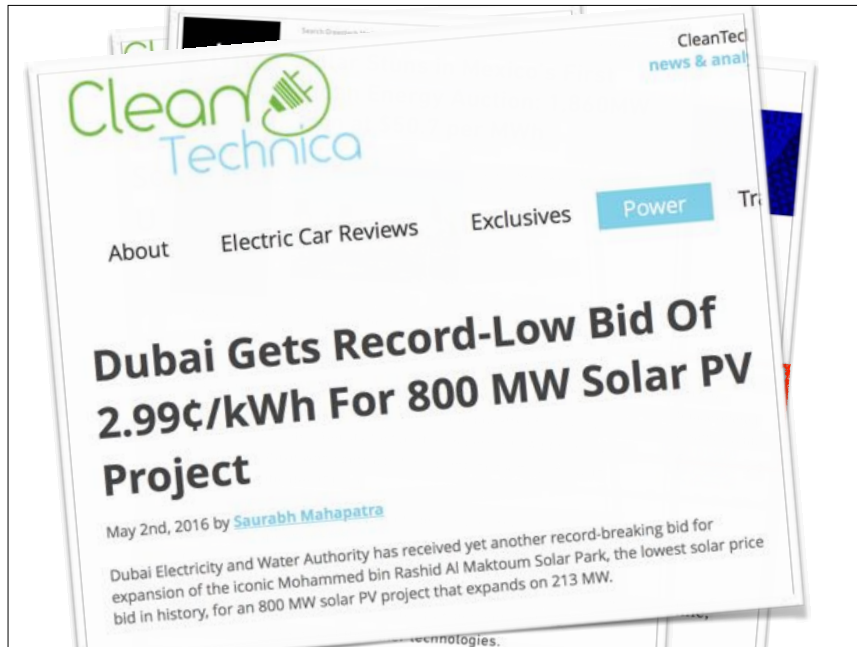 Clean
Technica
CleanTec
news & anal
About Electric Car Reviews Exclusives Power Tra
Dubai Gets Record-Low Bid Of
2.99¢/kWh For 800 MW Solar PV
Project
May 2nd, 2016 by Saurabh Mahapatra
Dubai Electricity and Water Authority has received yet another record-breaking bid for
expansion of the iconic Mohammed bin Rashid Al Maktoum Solar Park, the lowest solar price
bid in history, for an 800 MW solar PV project that expands on 213 MW.
technologies.